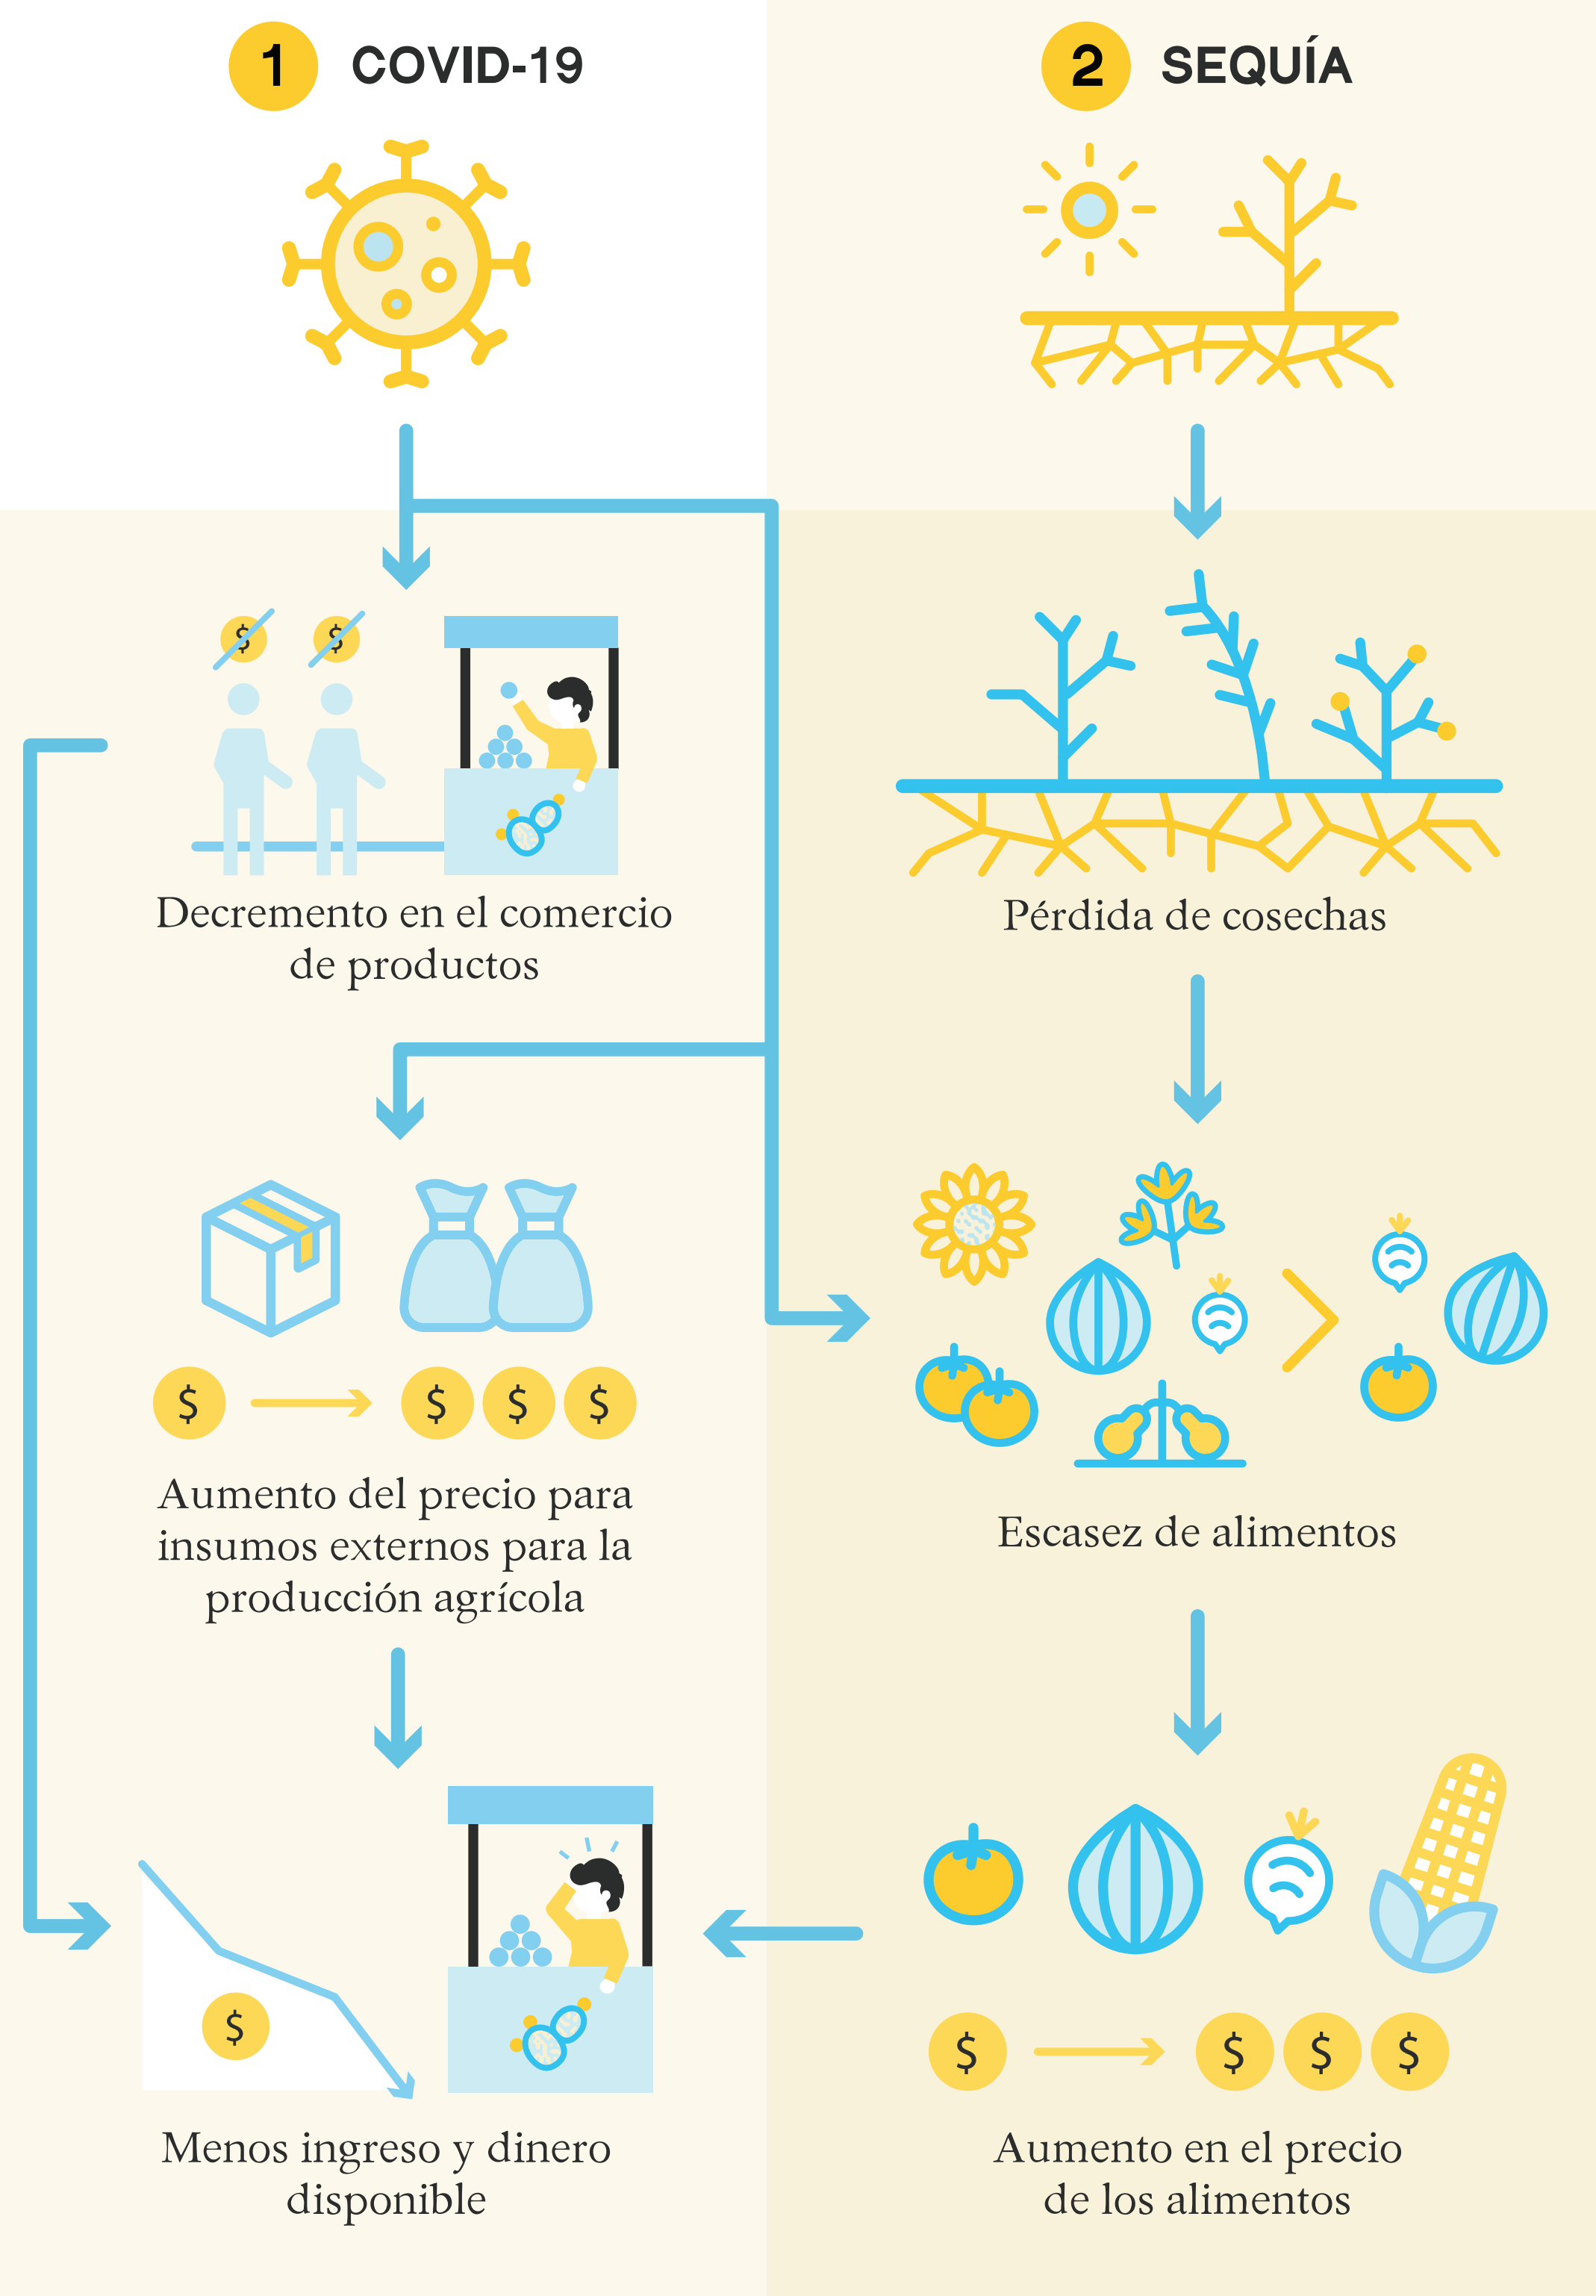 1 COVID-19
2 SEQUÍA
$ $
Decremento en el comercio
de productos
Pérdida de cosechas
$ $ $ $
Aumento del precio para
insumos externos para la
producción agrícola
Escasez de alimentos
$
Menos ingreso y dinero
disponible
$ $ $ $
Aumento en el precio
de los alimentos